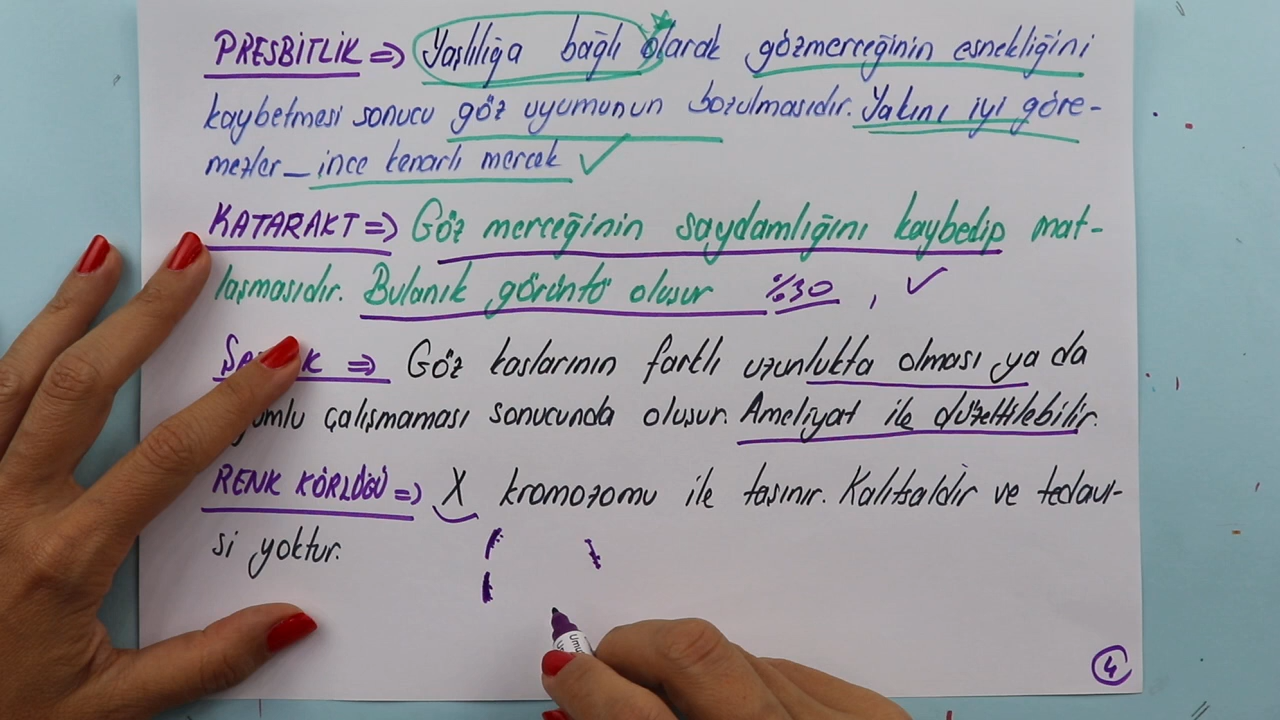 PRESBİTLİK => Yaşlılığa bağlı olarak gözmerceğinin esnekliğini
kaybetmesi sonucu göz uyumunun bozulmasıdır. Yakını iyi göre-
mezler_ince kenarlı mercek ✓
KATARAKT => Göz merceğinin saydamlığını kaybedip mat-
laşmasıdır. Bulanık görüntü oluşur %30 , ✓
=> Göz kaslarının farklı uzunlukta olması ya da
çalışmaması sonucunda oluşur. Ameliyat ile düzeltilebilir.
RENK KÖRLÜĞÜ => X kromozomu ile taşınır. Kalıtsaldır ve tedavi-
si yoktur.
4